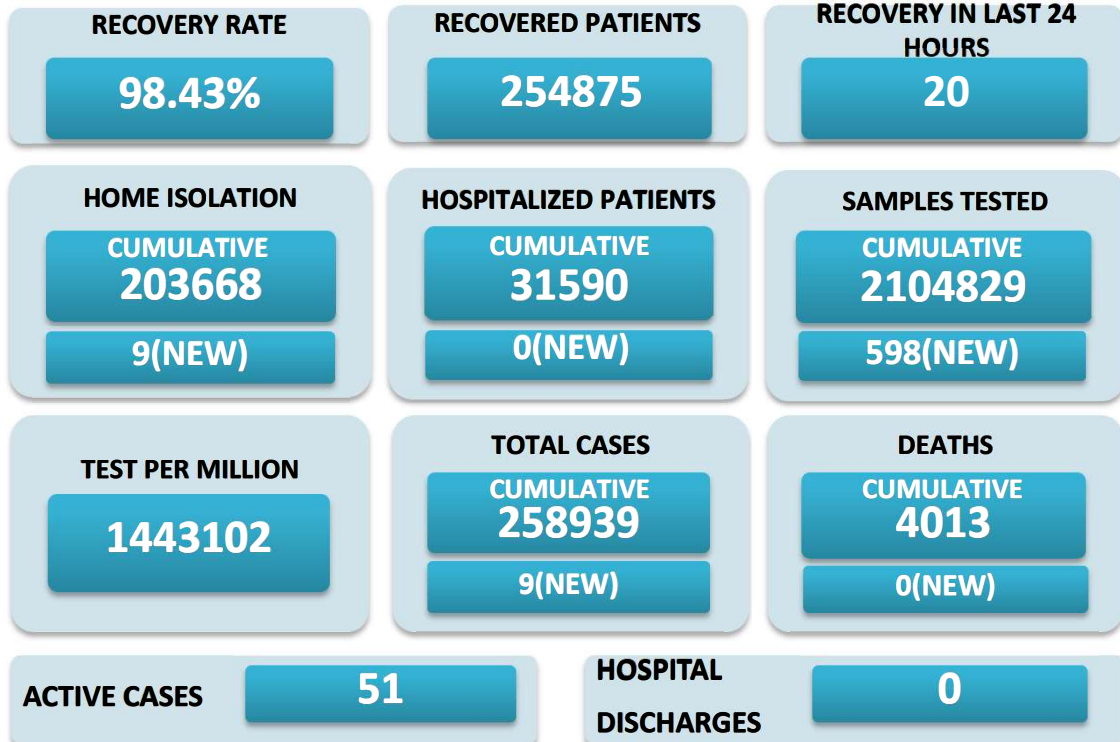 RECOVERY RATE
98.43%
RECOVERED PATIENTS
254875
RECOVERY IN LAST 24
HOURS
20
HOME ISOLATION
CUMULATIVE
203668
9(NEW)
HOSPITALIZED PATIENTS
CUMULATIVE
31590
0(NEW)
SAMPLES TESTED
CUMULATIVE
2104829
598(NEW)
TEST PER MILLION
1443102
TOTAL CASES
CUMULATIVE
258939
9(NEW)
DEATHS
CUMULATIVE
4013
0(NEW)
ACTIVE CASES
51
HOSPITAL
DISCHARGES
0